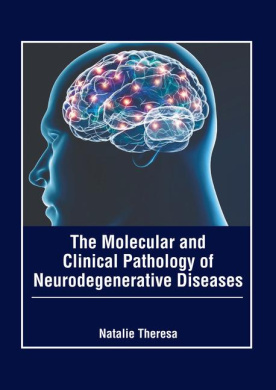 The Molecular and
Clinical Pathology of
Neurodegenerative Diseases
Natalie Theresa